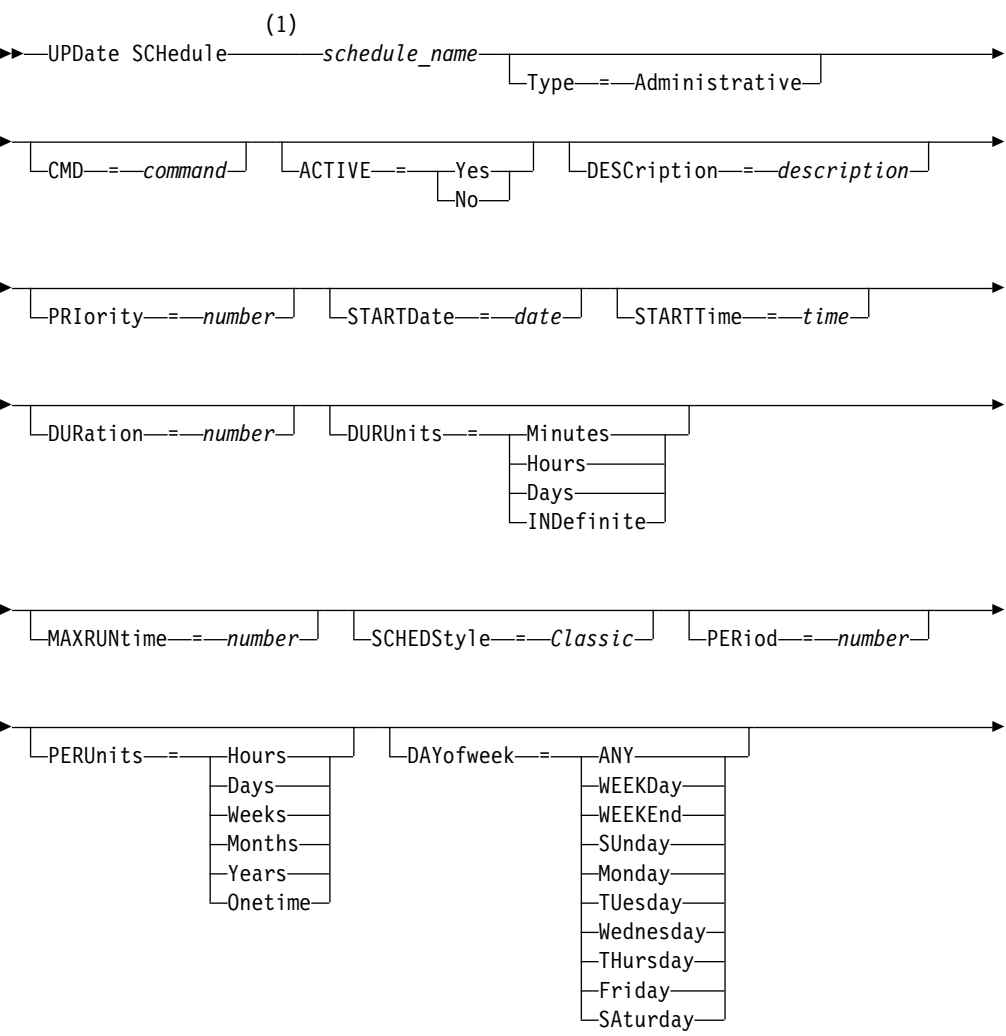 (1)
UPDate SCHedule schedule_name
Type = Administrative
CMD = command ACTIVE = Yes DESCription = description
No
PRIority = number STARTDate = date STARTTime = time
DURation = number DURUnits = Minutes
Hours
Days
INDefinite
MAXRUNtime = number SCHEDStyle = Classic PERiod = number
PERUnits = Hours DAYofweek = ANY
Days WEEKDay
Weeks WEEKEnd
Months SUnday
Years Monday
Onetime TUesday
Wednesday
THursday
Friday
SAturday